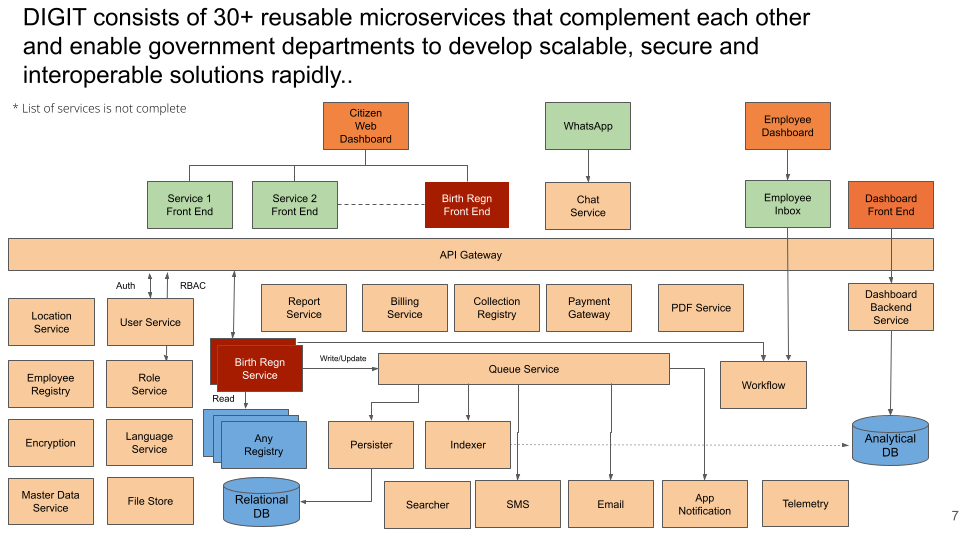 DIGIT consists of 30+ reusable microservices that complement each other
and enable government departments to develop scalable, secure and
interoperable solutions rapidly..
* List of services is not complete
Citizen
Web
Dashboard
WhatsApp
Employee
Dashboard
Service 1
Front End
Service 2
Front End
Birth Regn
Front End
Chat
Service
Employee
Inbox
Dashboard
Front End
API Gateway
Auth
RBAC
Location
Service
User Service
Report
Service
Billing
Service
Collection
Registry
Payment
Gateway
PDF Service
Dashboard
Backend
Service
Employee
Registry
Role
Service
Birth Regn
Service
Write/Update
Queue Service
Workflow
Read
Encryption
Language
Service
Any
Registry
Persister
Indexer
Analytical
DB
Master Data
Service
File Store
Relational
DB
Searcher
SMS
Email
App
Notification
Telemetry
7